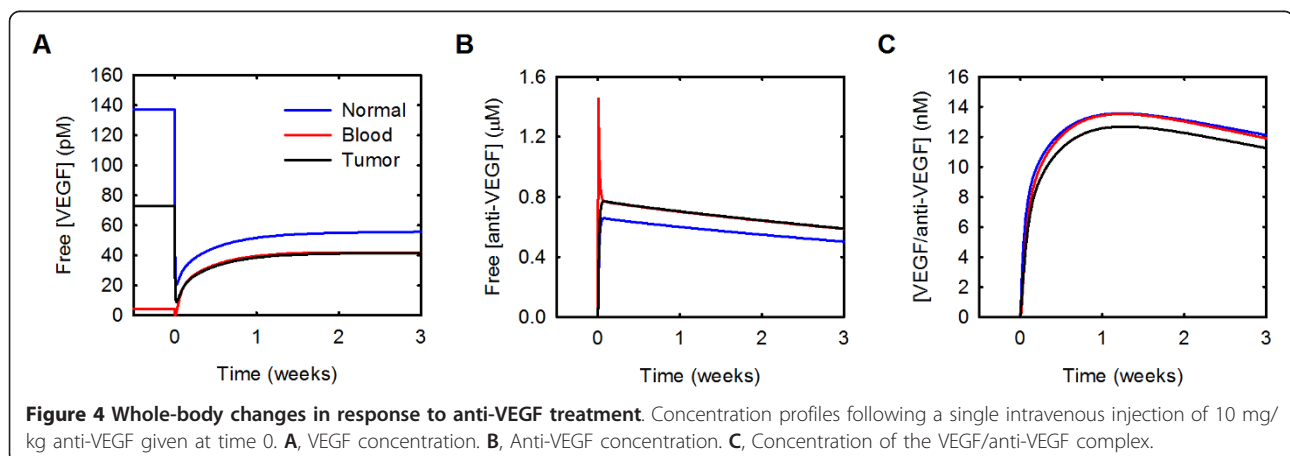 A
B
C
160
140
120
100
80
60
40
20
0
Free [VEGF] (pM)
Normal
Blood
Tumor
0
1
2
3
Time (weeks)
1.6
1.2
0.8
0.4
0.0
Free [anti-VEGF] (μM)
0
1
2
3
Time (weeks)
16
14
12
10
8
6
4
2
0
[VEGF/anti-VEGF] (nM)
0
1
2
3
Time (weeks)
Figure 4 Whole-body changes in response to anti-VEGF treatment. Concentration profiles following a single intravenous injection of 10 mg/
kg anti-VEGF given at time 0. A, VEGF concentration. B, Anti-VEGF concentration. C, Concentration of the VEGF/anti-VEGF complex.